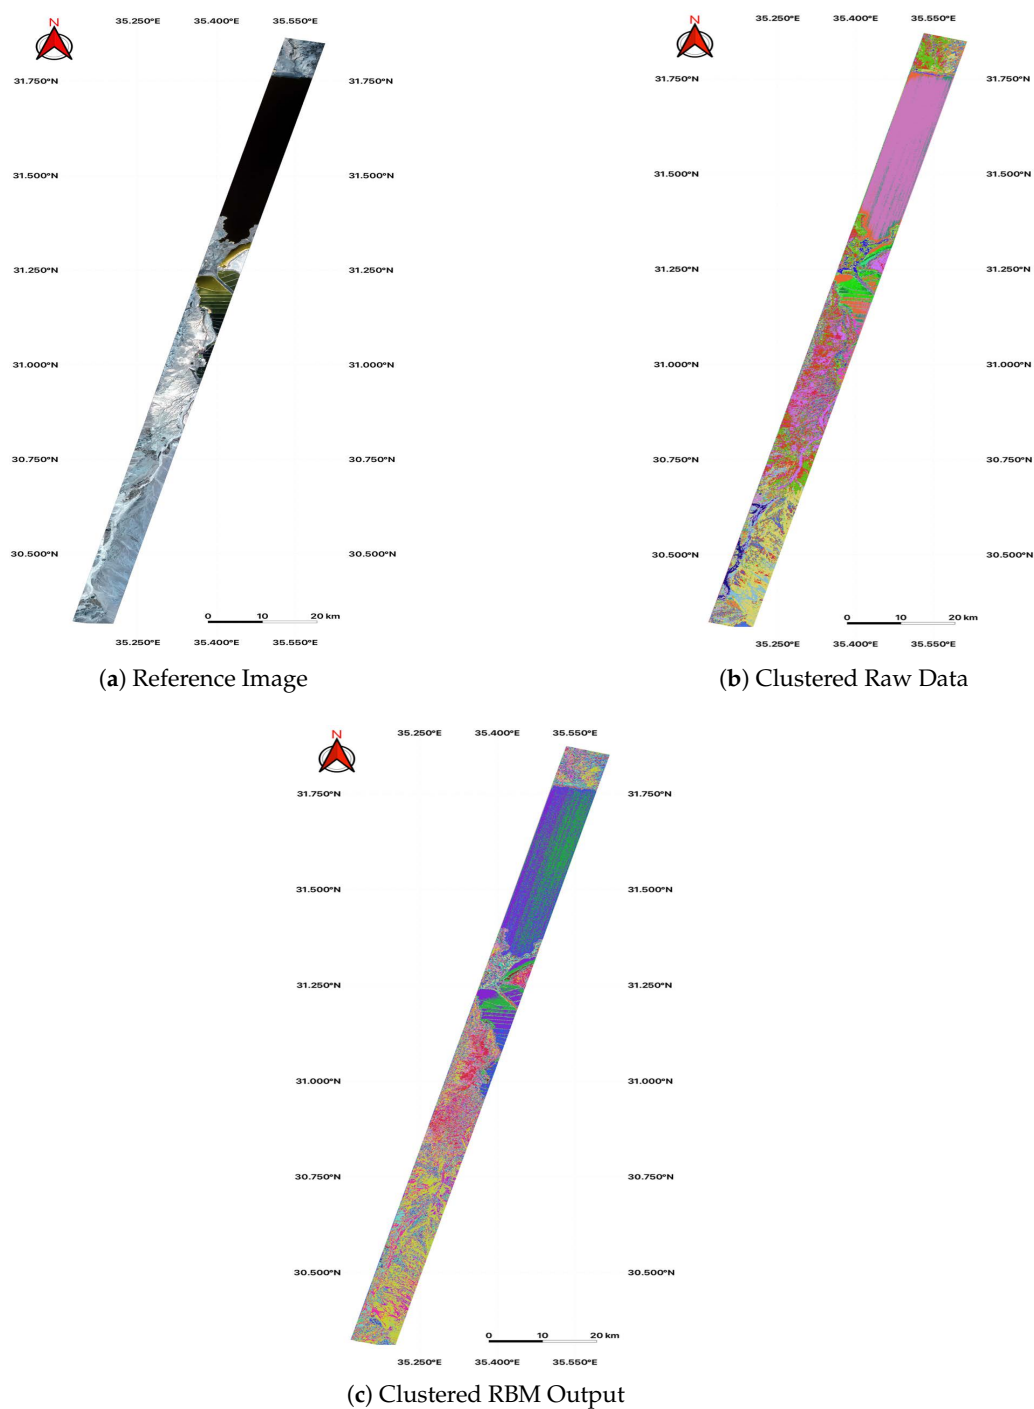 N
35.250°E 35.400°E 35.550°E
31.750°N 31.750°N
31.500°N 31.500°N
31.250°N 31.250°N
31.000°N 31.000°N
30.750°N 30.750°N
30.500°N 30.500°N
0 10 20 km
35.250°E 35.400°E 35.550°E
(a) Reference Image
N
35.250°E 35.400°E 35.550°E
31.750°N 31.750°N
31.500°N 31.500°N
31.250°N 31.250°N
31.000°N 31.000°N
30.750°N 30.750°N
30.500°N 30.500°N
0 10 20 km
35.250°E 35.400°E 35.550°E
(b) Clustered Raw Data
N
35.250°E 35.400°E 35.550°E
31.750°N 31.750°N
31.500°N 31.500°N
31.250°N 31.250°N
31.000°N 31.000°N
30.750°N 30.750°N
30.500°N 30.500°N
0 10 20 km
35.250°E 35.400°E 35.550°E
(c) Clustered RBM Output